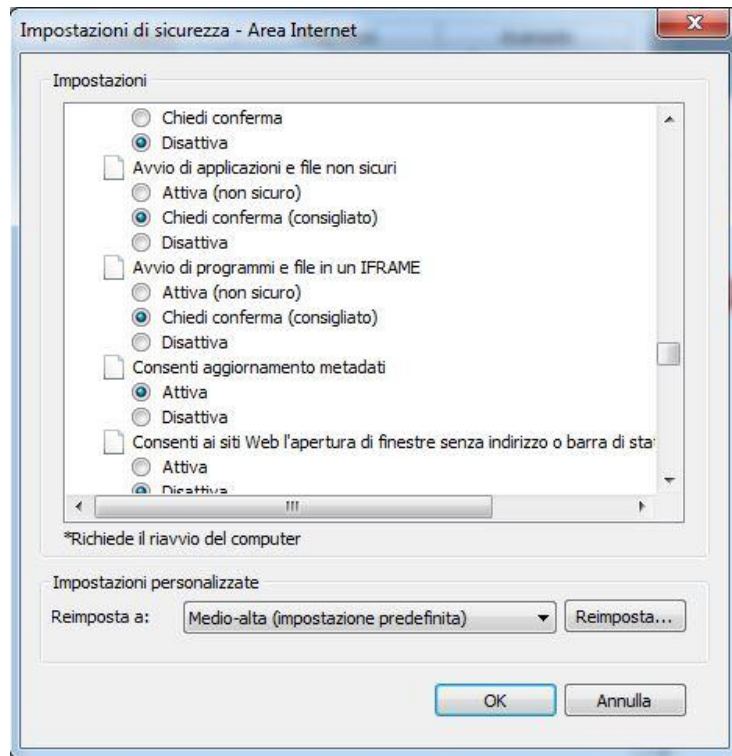 Impostazioni di sicurezza - Area Internet
Impostazioni
Chiedi conferma
Disattiva
Avvio di applicazioni e file non sicuri
Attiva (non sicuro)
Chiedi conferma (consigliato)
Disattiva
Avvio di programmi e file in un IFRAME
Attiva (non sicuro)
Chiedi conferma (consigliato)
Disattiva
Consenti aggiornamento metadati
Attiva
Disattiva
Consenti ai siti Web l'apertura di finestre senza indirizzo o barra di sta
Attiva
Disattiva
*Richiede il riavvio del computer
Impostazioni personalizzate
Reimposta a: Medio-alta (impostazione predefinita) Reimposta...
OK Annulla